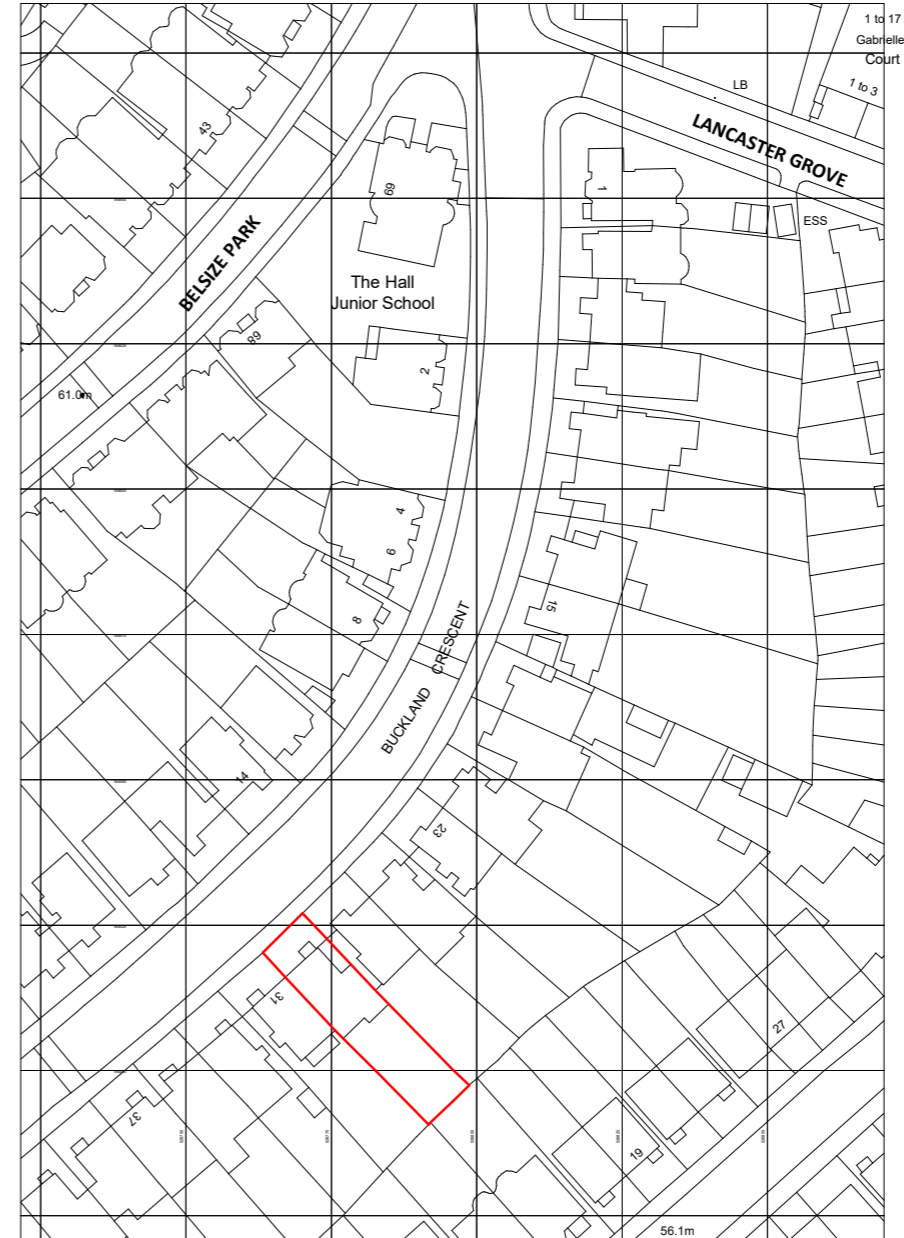 1 to 17
Gabrielle
Court
1 to 3
LB
LANCASTER GROVE
43
69
1
ESS
BELSIZE PARK
The Hall
Junior School
68
2
61.0m
4
6
15
8
BUCKLAND CRESCENT
14
23
31
27
37
19
56.1m